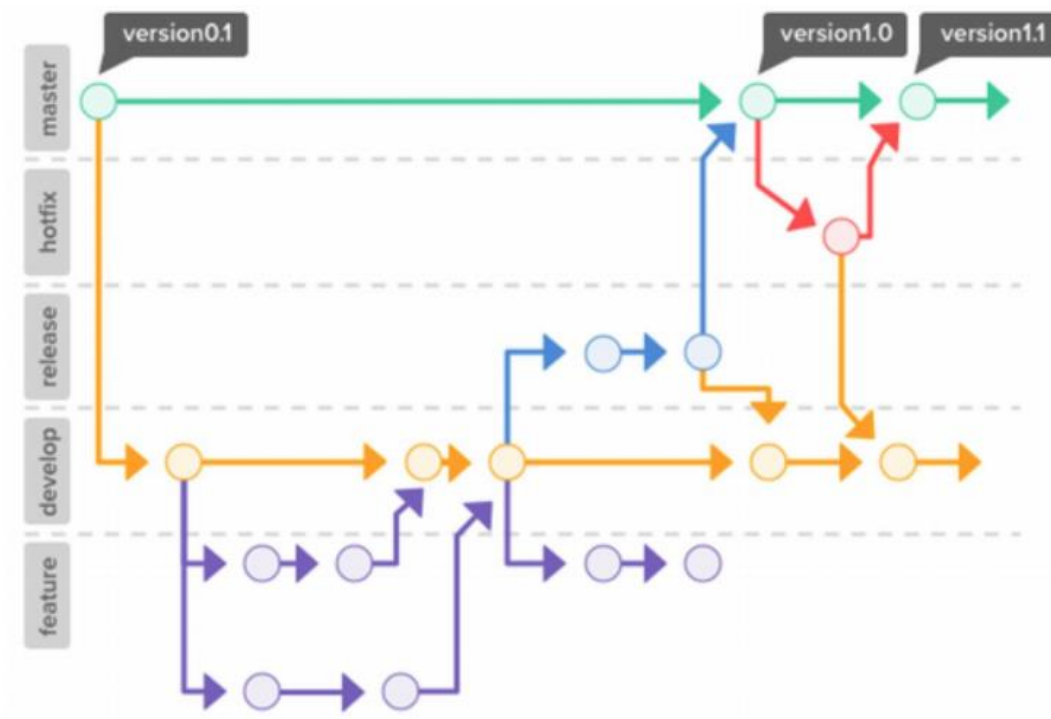 version0.1
version1.0
version1.1
master
hotfix
release
develop
feature